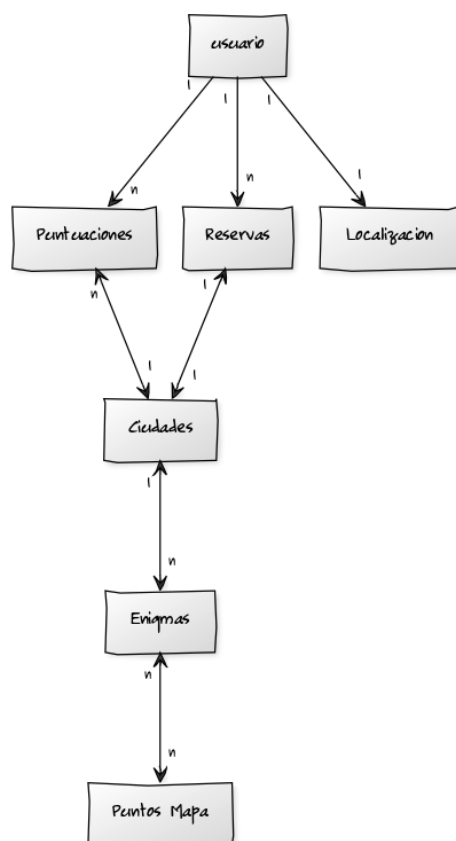 usuario
1 1 1
n n 1
Puntuaciones Reservas Localizacion
n 1
1 1
Ciudades
1
n
Enigmas
n
n
Puntos Mapa